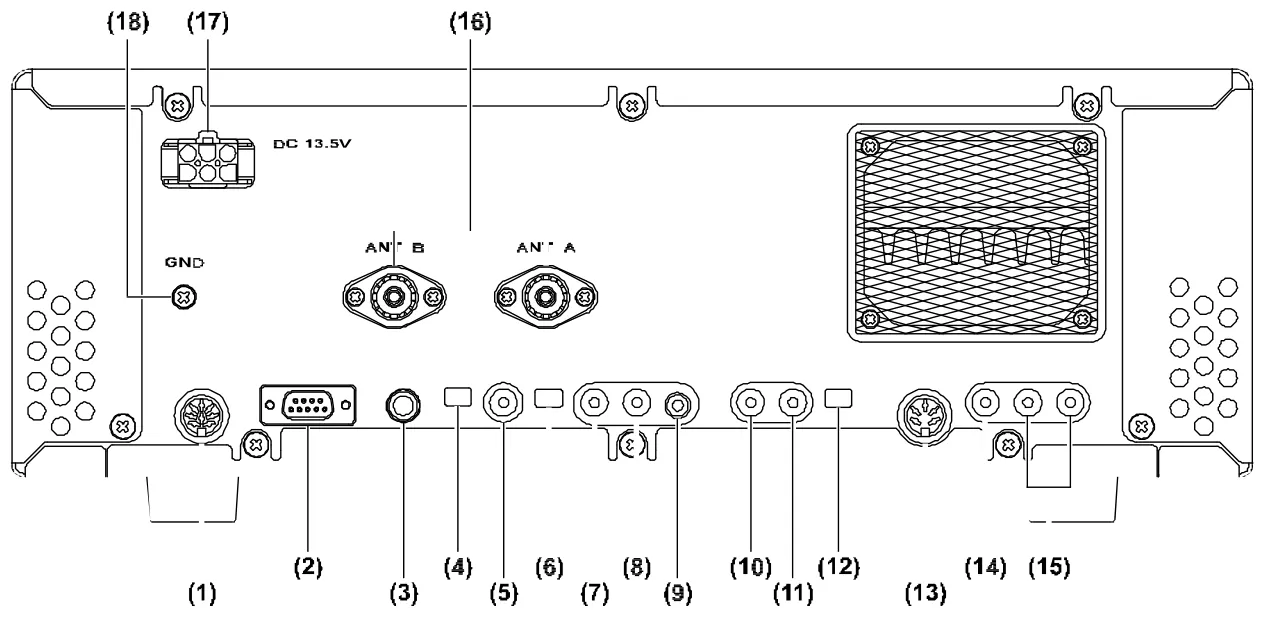 (18) (17) (16)
DC 13.5V
ANT B ANT A
GND
(2) (4) (6) (8) (10) (12) (14) (15)
(1) (3) (5) (7) (9) (11) (13)